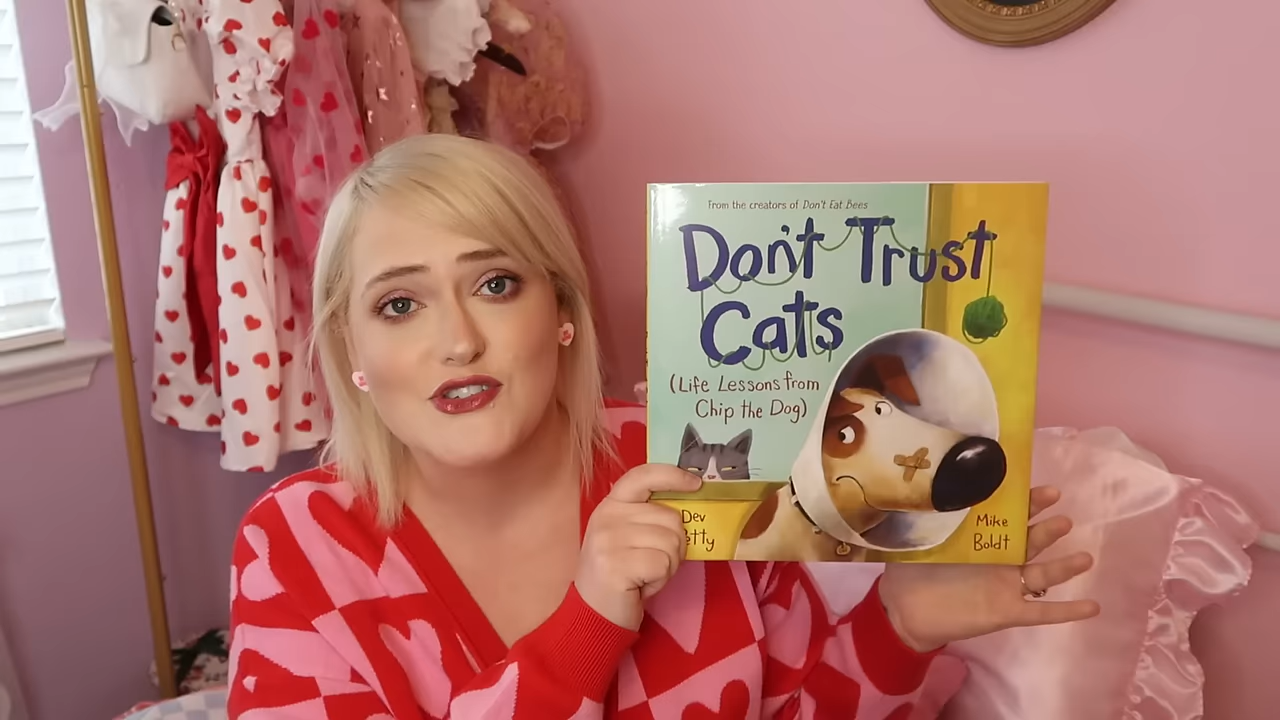 From the creators of Don't Eat Bees
Don't Trust
Cats
(Life Lessons from
Chip the Dog)
Dev
etty
Mike
Boldt